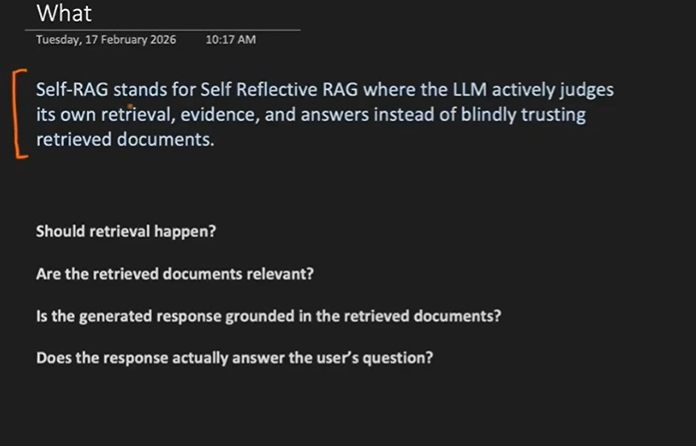 What
Tuesday, 17 February 2026 10:17 AM
Self-RAG stands for Self Reflective RAG where the LLM actively judges
its own retrieval, evidence, and answers instead of blindly trusting
retrieved documents.
Should retrieval happen?
Are the retrieved documents relevant?
Is the generated response grounded in the retrieved documents?
Does the response actually answer the user's question?